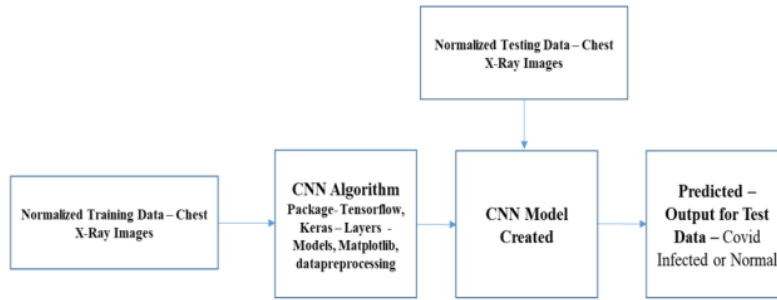 Normalized Testing Data – Chest
X-Ray Images
Normalized Training Data – Chest
X-Ray Images
CNN Algorithm
Package- Tensorflow,
Keras – Layers -
Models, Matplotlib,
datapreprocessing
CNN Model
Created
Predicted –
Output for Test
Data – Covid
Infected or Normal